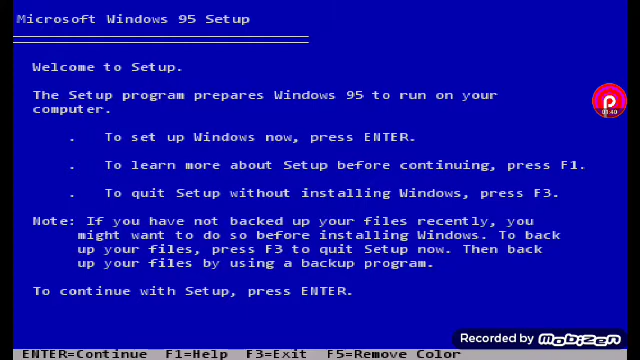 Microsoft Windows 95 Setup
Welcome to Setup.
The Setup program prepares Windows 95 to run on your
computer.
. To set up Windows now, press ENTER.
. To learn more about Setup before continuing, press F1.
. To quit Setup without installing Windows, press F3.
Note: If you have not backed up your files recently, you
might want to do so before installing Windows. To back
up your files, press F3 to quit Setup now. Then back
up your files by using a backup program.
To continue with Setup, press ENTER.
ENTER=Continue F1=Help F3=Exit F5=Remove Color
01:40
Recorded by Mobizen